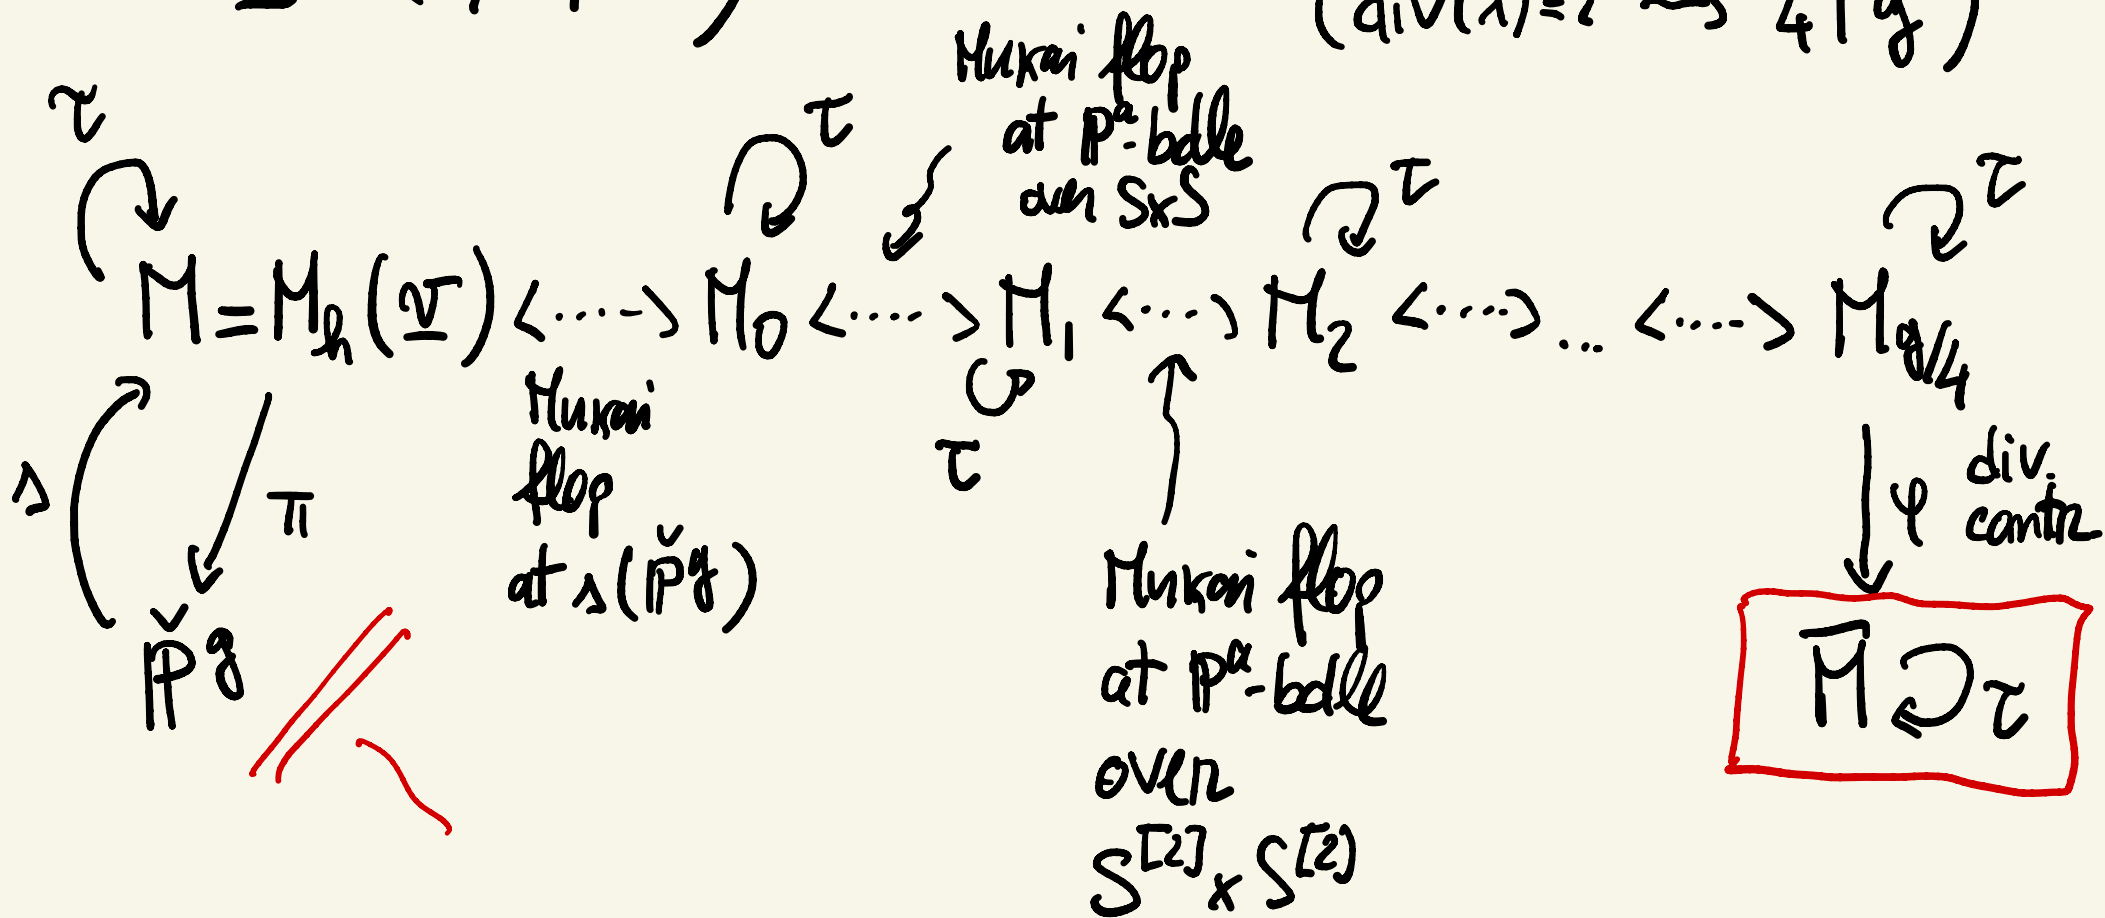 (div(λ)=2 ⇝ 4|g)
Mukai flop
at P^a-bdle
over S×S
τ τ τ τ
M = M_h(v) <····> M_0 <····> M_1 <····> M_2 <····> ... <····> M_{g/4}
τ
Mukai
flop
at s(P̌^g)
s π
φ div.
contr.
P̌^g
Mukai flop
at P^a-bdle
over
S^[2] × S^[2]
M̄ τ